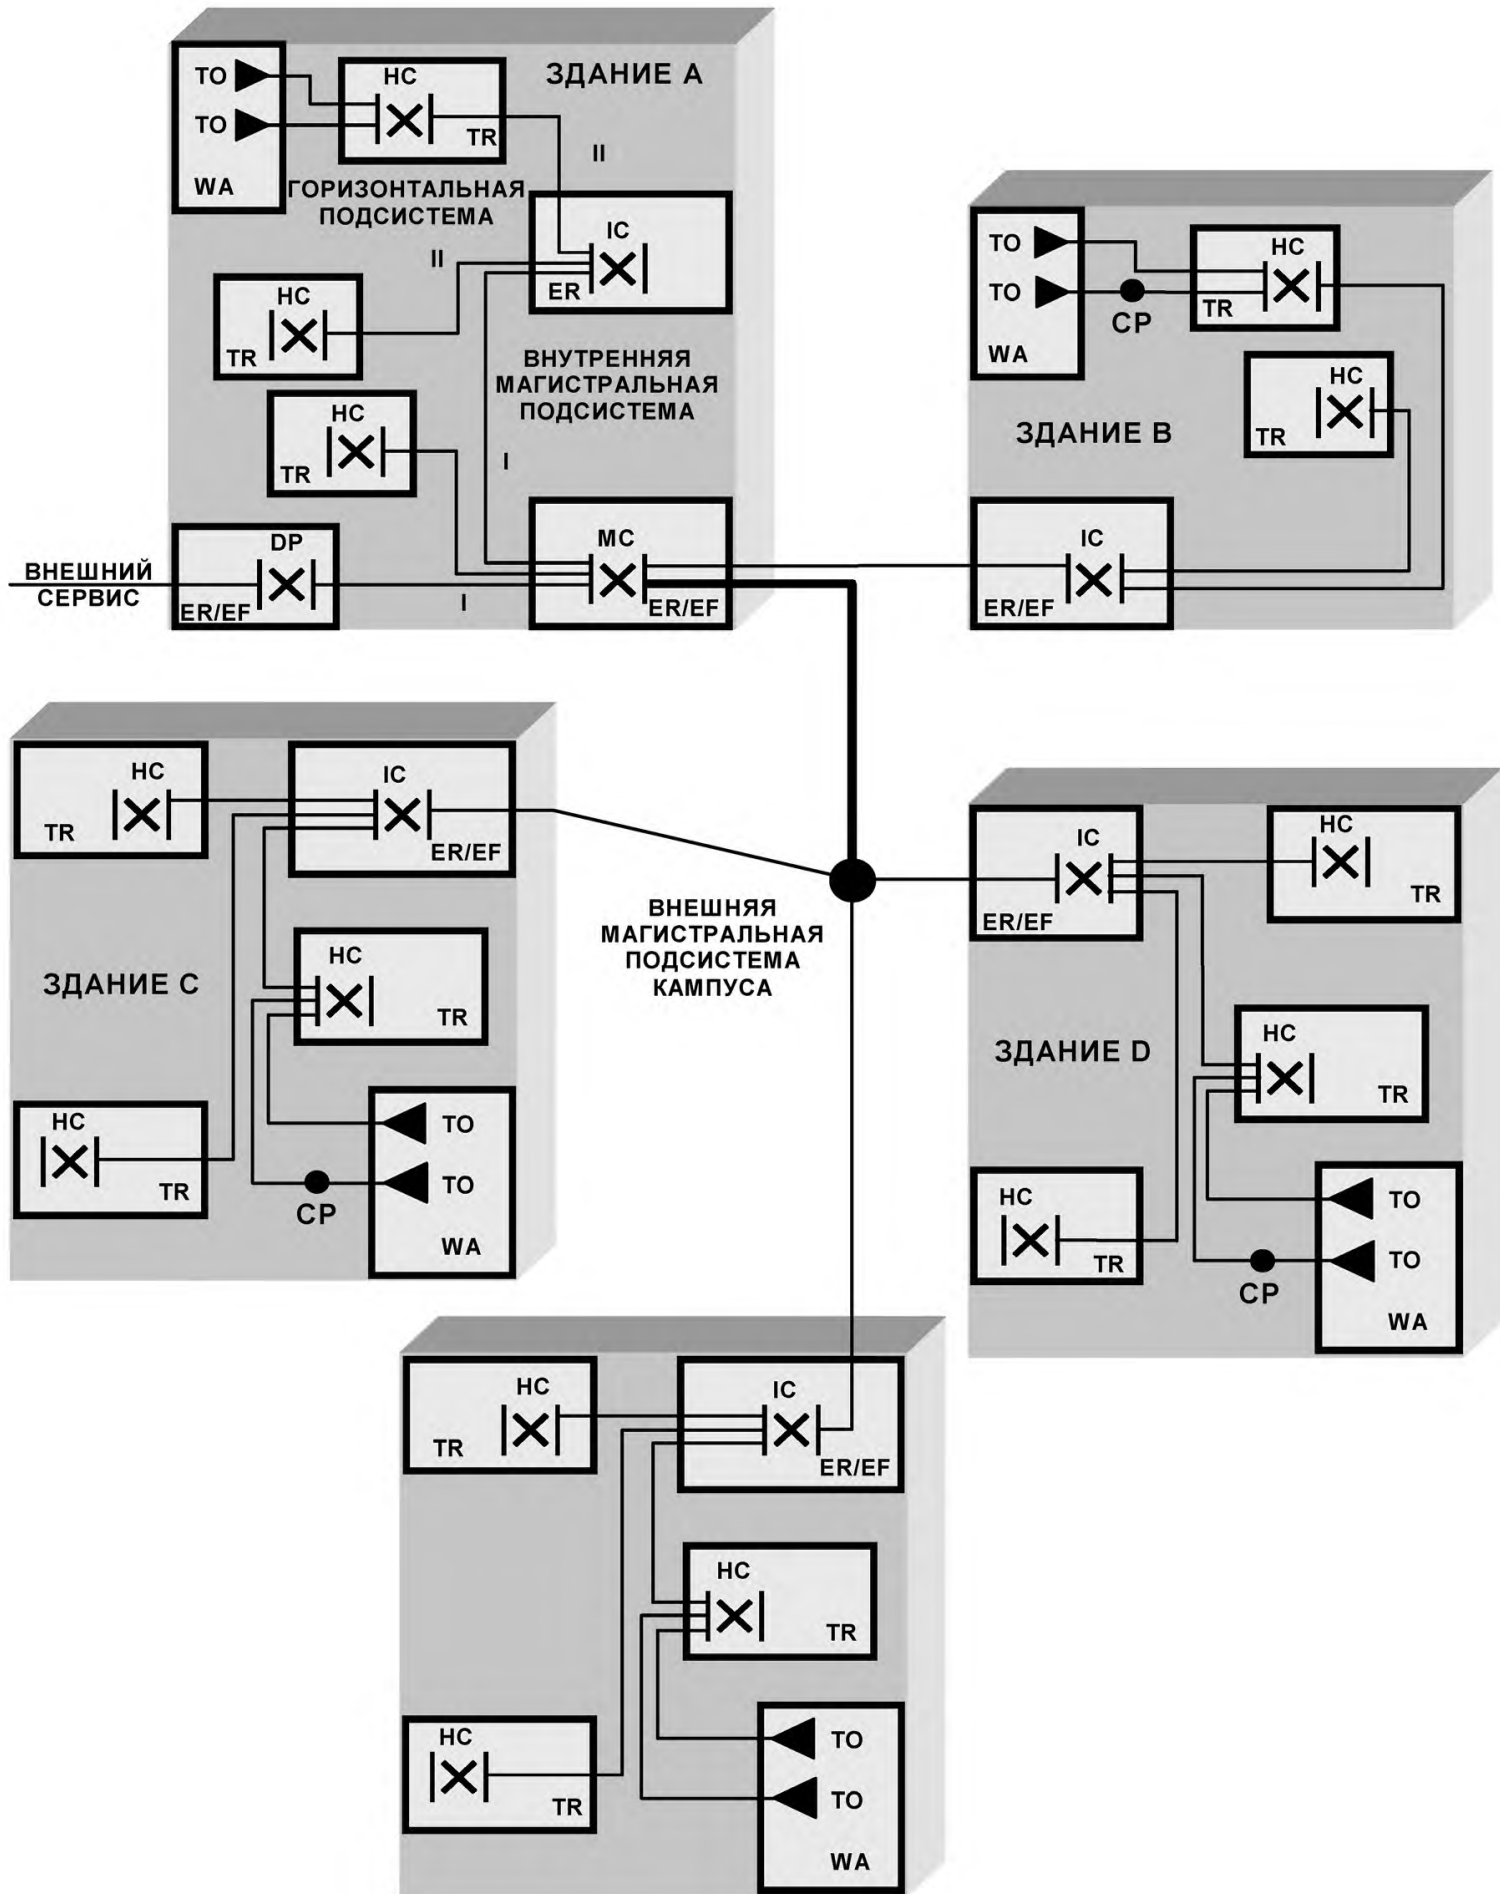 ЗДАНИЕ A
TO
TO
WA
HC
TR
II
ГОРИЗОНТАЛЬНАЯ
ПОДСИСТЕМА
IC
ER
II
HC
TR
ВНУТРЕННЯЯ
МАГИСТРАЛЬНАЯ
ПОДСИСТЕМА
HC
TR
I
DP
ER/EF
ВНЕШНИЙ
СЕРВИС
I
MC
ER/EF
TO
TO
WA
CP
HC
TR
HC
TR
ЗДАНИЕ B
IC
ER/EF
HC
TR
IC
ER/EF
HC
TR
ЗДАНИЕ C
HC
TR
CP
TO
TO
WA
ВНЕШНЯЯ
МАГИСТРАЛЬНАЯ
ПОДСИСТЕМА
КАМПУСА
IC
ER/EF
HC
TR
ЗДАНИЕ D
HC
TR
HC
TR
CP
TO
TO
WA
HC
TR
IC
ER/EF
HC
TR
HC
TR
TO
TO
WA